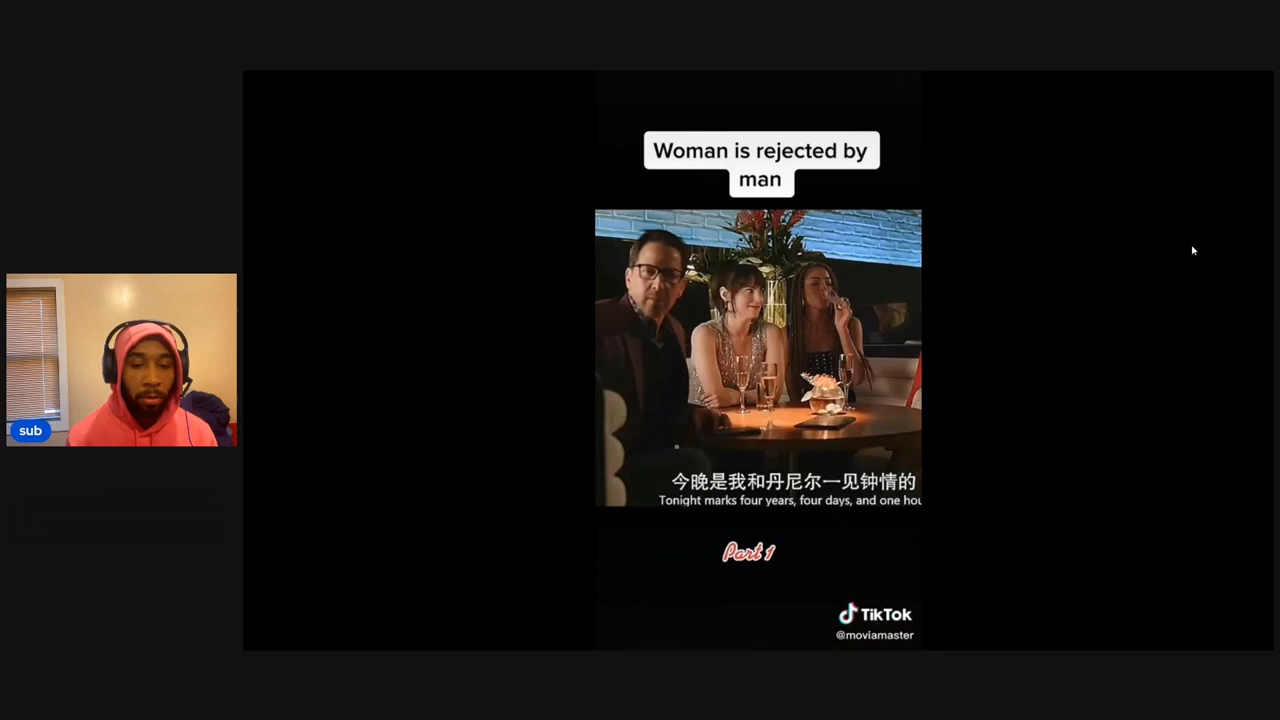 Woman is rejected by
man
今晚是我和丹尼尔一见钟情的
Tonight marks four years, four days, and one hou
Part 1
TikTok
@moviamaster
sub